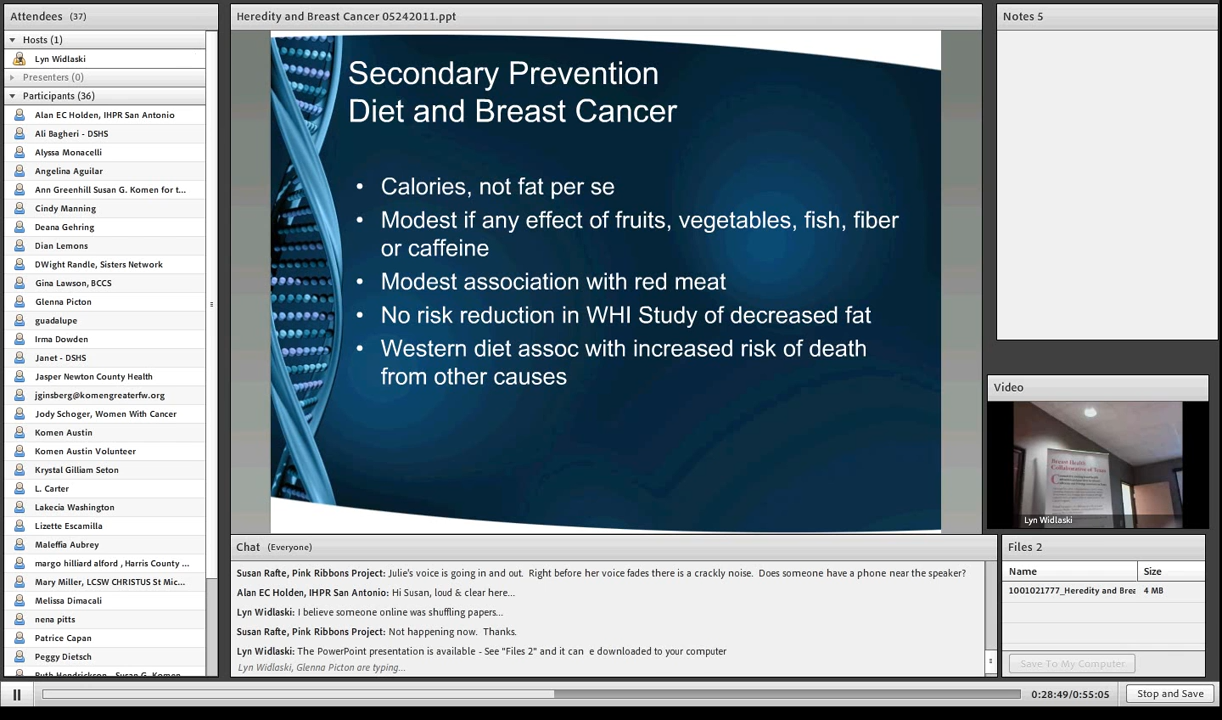 Attendees (37)
Hosts (1)
Lyn Widlaski
Presenters (0)
Participants (36)
Alan EC Holden, IHPR San Antonio
Ali Bagheri - DSHS
Alyssa Monacelli
Angelina Aguilar
Ann Greenhill Susan G. Komen for t...
Cindy Manning
Deana Gehring
Dian Lemons
DWight Randle, Sisters Network
Gina Lawson, BCCS
Glenna Picton
guadalupe
Irma Dowden
Janet - DSHS
Jasper Newton County Health
jginsberg@komengreaterfw.org
Jody Schoger, Women With Cancer
Komen Austin
Komen Austin Volunteer
Krystal Gilliam Seton
L. Carter
Lakecia Washington
Lizette Escamilla
Maleffia Aubrey
margo hilliard alford , Harris County ...
Mary Miller, LCSW CHRISTUS St Mic...
Melissa Dimacali
nena pitts
Patrice Capan
Peggy Dietsch
Ruth Hendrickson - Susan G. Komen
Heredity and Breast Cancer 05242011.ppt
Secondary Prevention
Diet and Breast Cancer
• Calories, not fat per se
• Modest if any effect of fruits, vegetables, fish, fiber
or caffeine
• Modest association with red meat
• No risk reduction in WHI Study of decreased fat
• Western diet assoc with increased risk of death
from other causes
Chat (Everyone)
Susan Rafte, Pink Ribbons Project: Julie's voice is going in and out. Right before her voice fades there is a crackly noise. Does someone have a phone near the speaker?
Alan EC Holden, IHPR San Antonio: Hi Susan, loud & clear here...
Lyn Widlaski: I believe someone online was shuffling papers...
Susan Rafte, Pink Ribbons Project: Not happening now. Thanks.
Lyn Widlaski: The PowerPoint presentation is available - See "Files 2" and it can e downloaded to your computer
Lyn Widlaski, Glenna Picton are typing...
Notes 5
Video
Breast Health
Collaborative of Texas
Lyn Widlaski
Files 2
Name Size
1001021777_Heredity and Brea 4 MB
Save To My Computer
0:28:49/0:55:05
Stop and Save